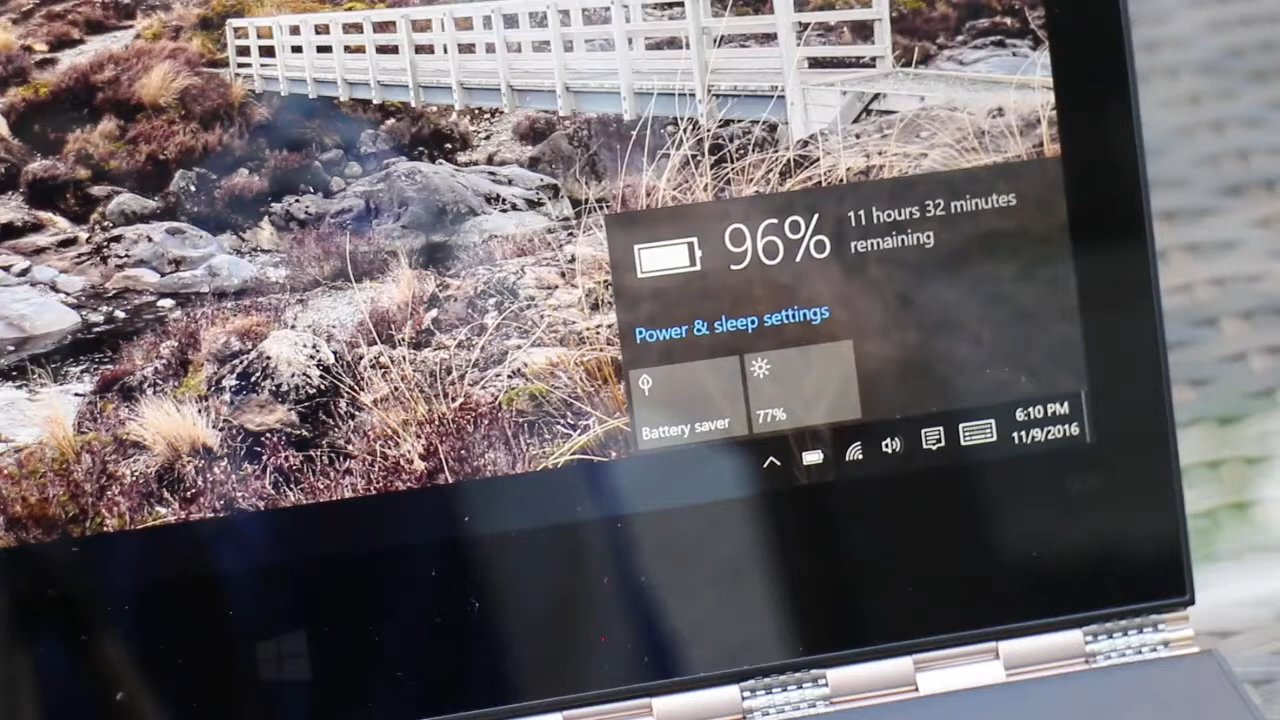 96%
11 hours 32 minutes
remaining
Power & sleep settings
Battery saver
77%
6:10 PM
11/9/2016